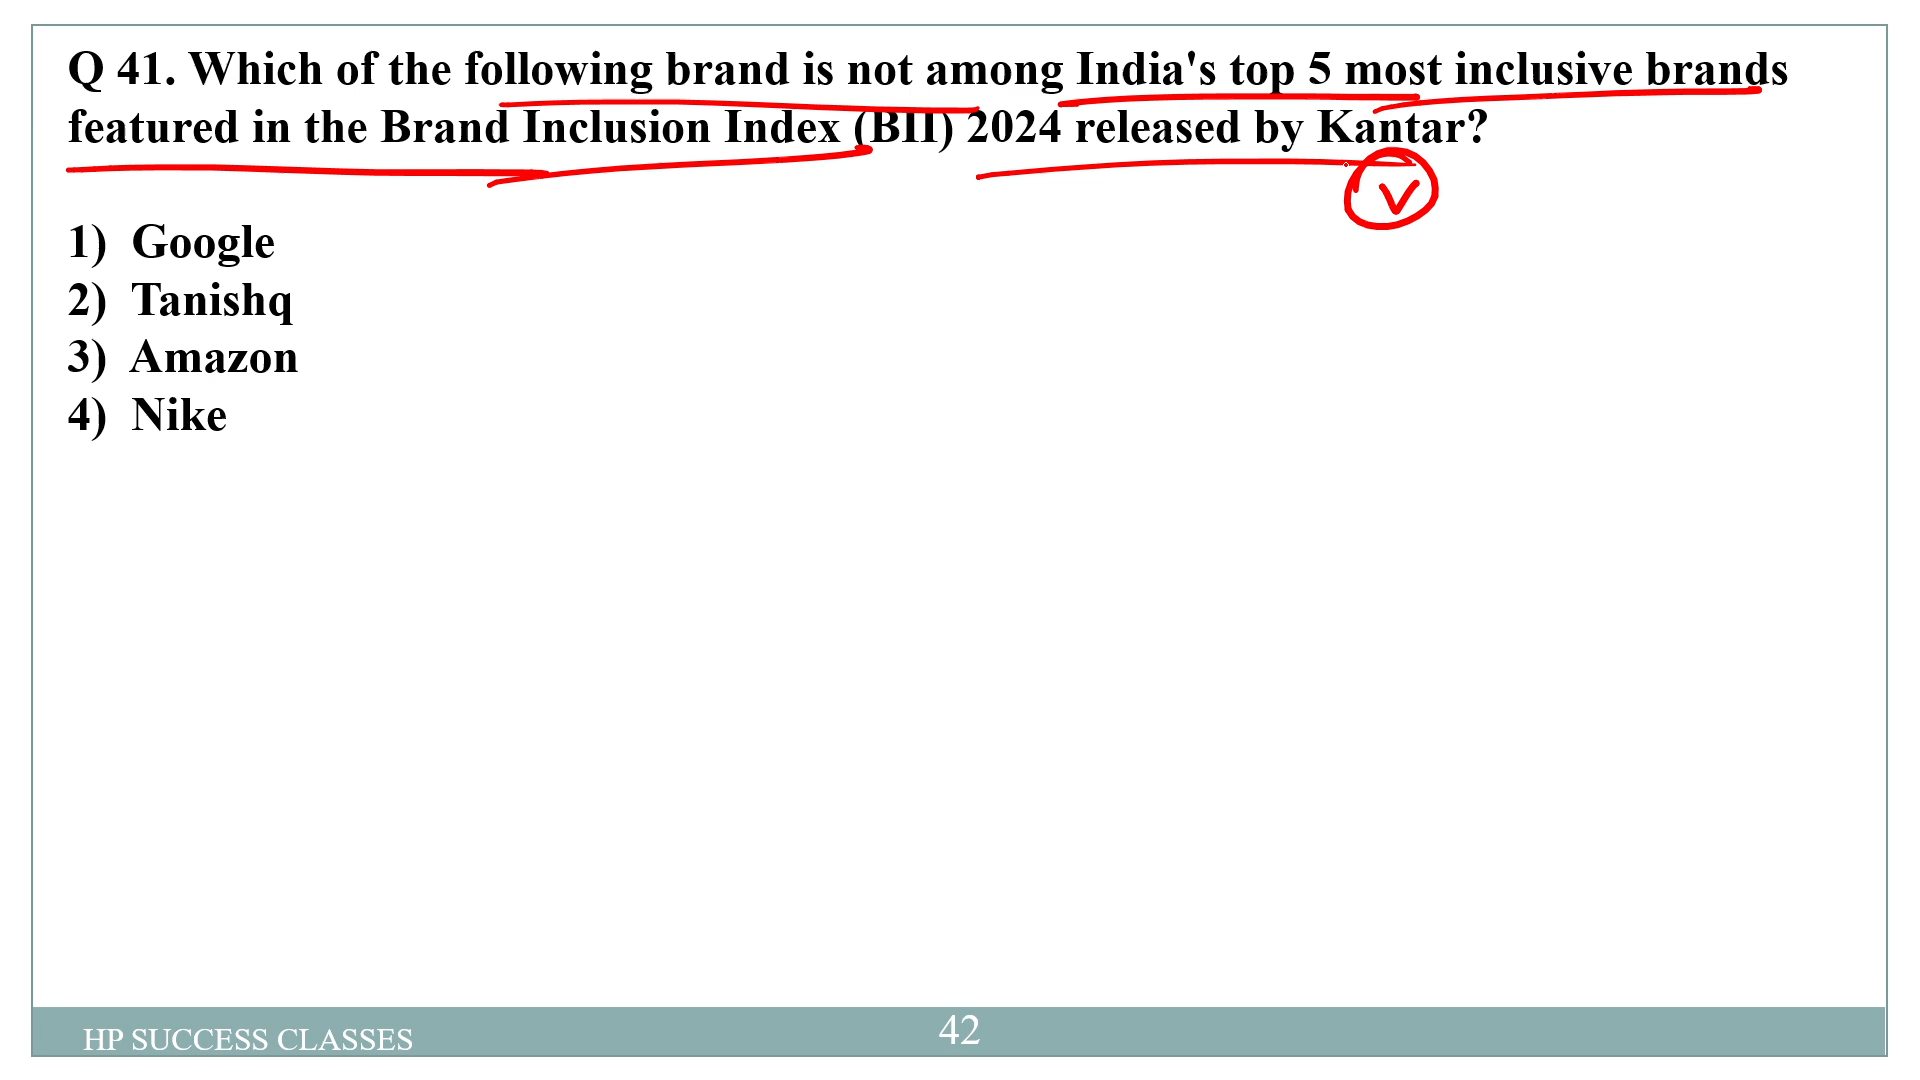 Q 41. Which of the following brand is not among India's top 5 most inclusive brands
featured in the Brand Inclusion Index (BII) 2024 released by Kantar?
V
1) Google
2) Tanishq
3) Amazon
4) Nike
HP SUCCESS CLASSES
42